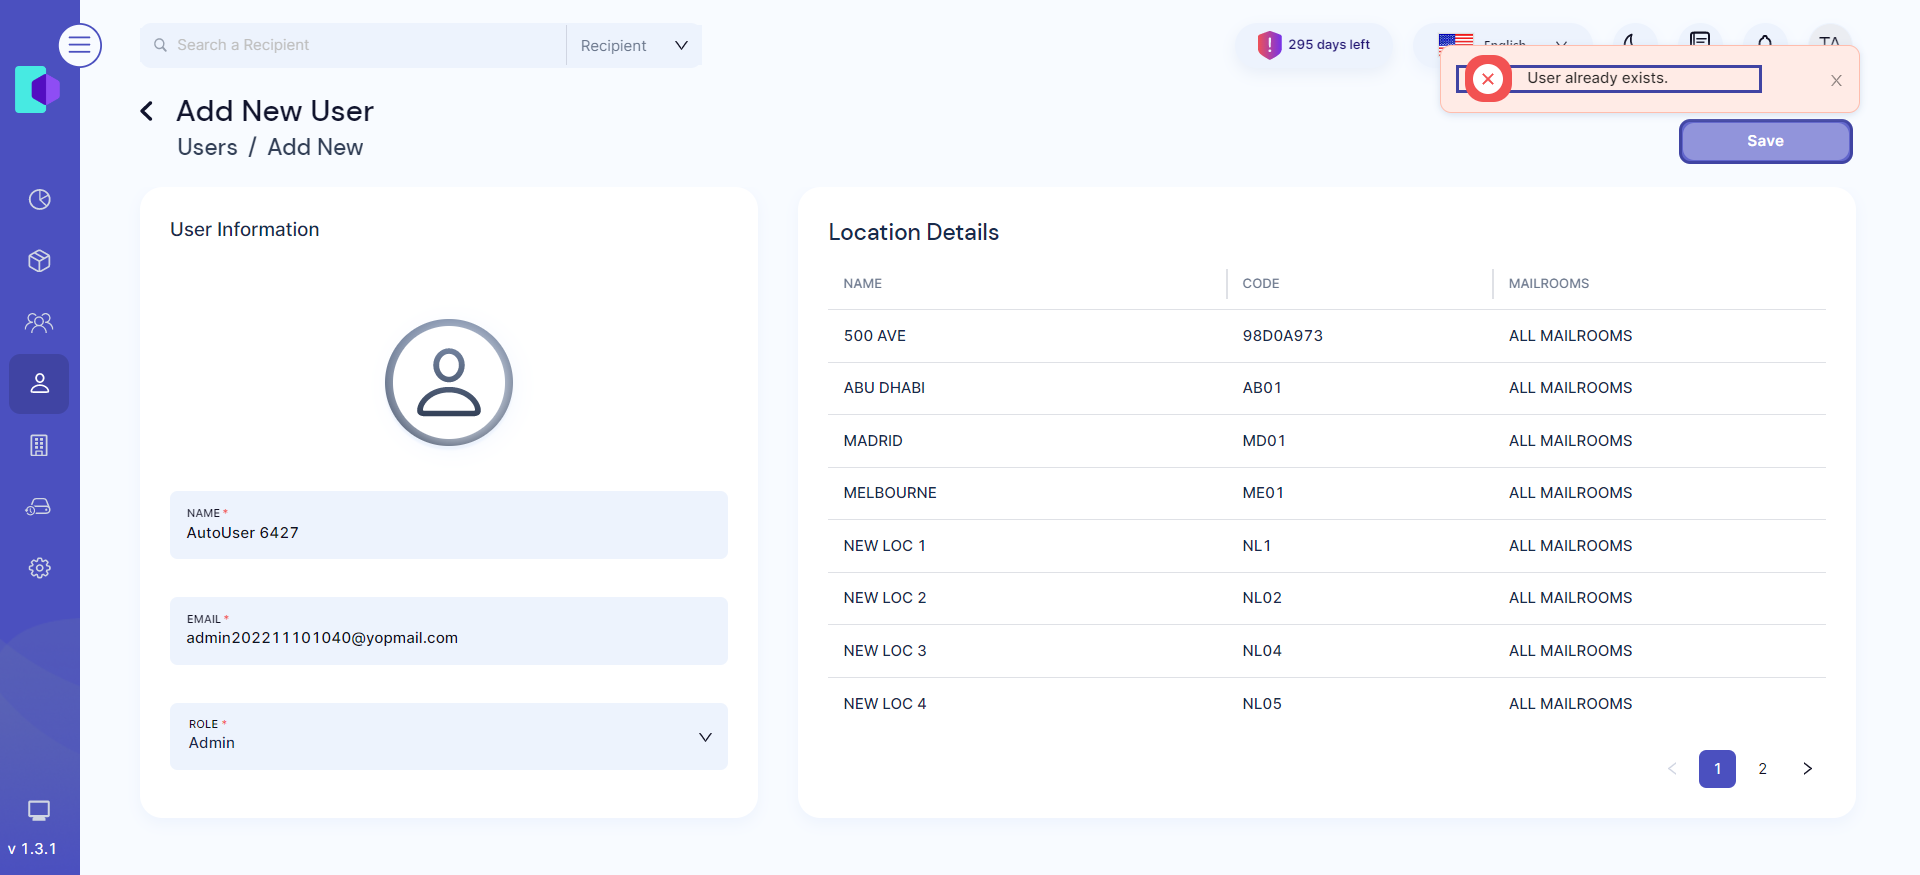 Search a Recipient
Recipient
295 days left
English
TA
User already exists.
Add New User
Users / Add New
Save
User Information
NAME *
AutoUser 6427
EMAIL *
admin202211101040@yopmail.com
ROLE *
Admin
Location Details
NAME CODE MAILROOMS
500 AVE 98D0A973 ALL MAILROOMS
ABU DHABI AB01 ALL MAILROOMS
MADRID MD01 ALL MAILROOMS
MELBOURNE ME01 ALL MAILROOMS
NEW LOC 1 NL1 ALL MAILROOMS
NEW LOC 2 NL02 ALL MAILROOMS
NEW LOC 3 NL04 ALL MAILROOMS
NEW LOC 4 NL05 ALL MAILROOMS
1 2
v 1.3.1